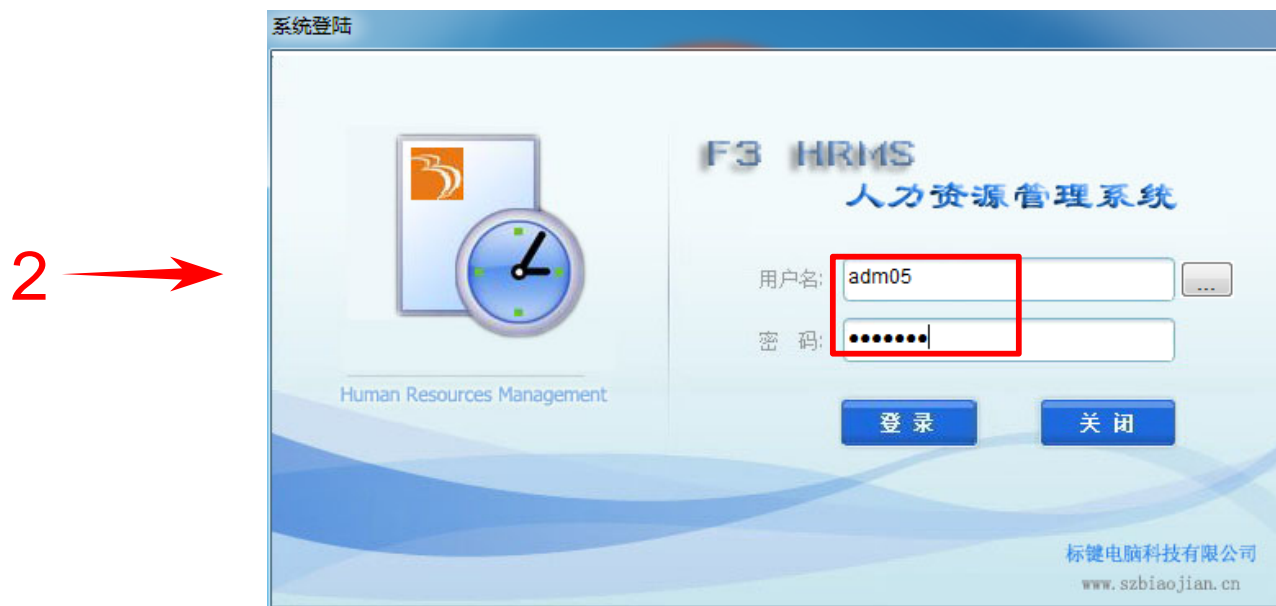 系统登陆
F3 HRMS
人力资源管理系统
2
用户名: adm05 ...
密 码: •••••••
Human Resources Management
登 录 关 闭
标键电脑科技有限公司
www.szbiaojian.cn